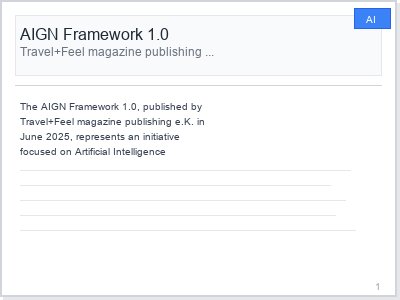 AI
AIGN Framework 1.0
Travel+Feel magazine publishing ...
The AIGN Framework 1.0, published by
Travel+Feel magazine publishing e.K. in
June 2025, represents an initiative
focused on Artificial Intelligence
1